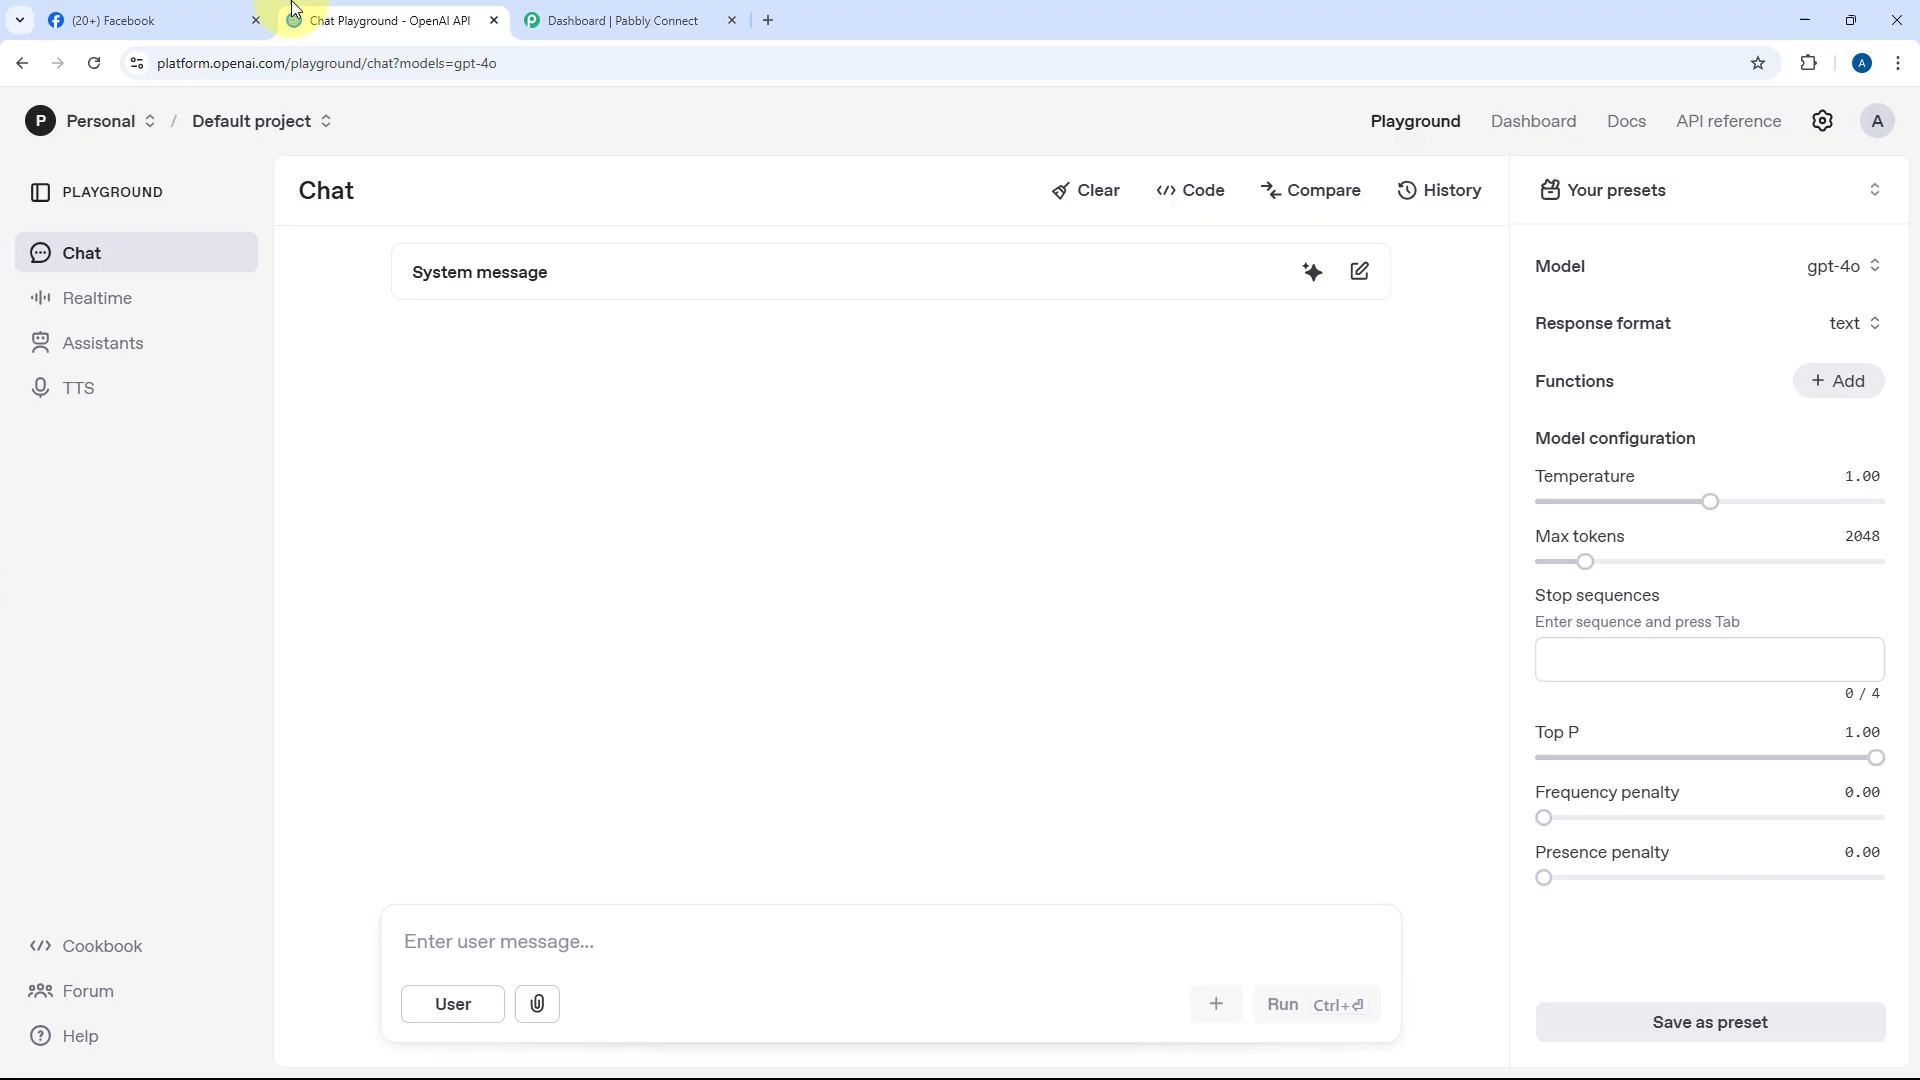 (20+) Facebook
Chat Playground - OpenAI API
Dashboard | Pabbly Connect
platform.openai.com/playground/chat?models=gpt-4o
A
P Personal / Default project
Playground Dashboard Docs API reference A
PLAYGROUND
Chat
Realtime
Assistants
TTS
Cookbook
Forum
Help
Chat
Clear Code Compare History
System message
Enter user message...
User
Run Ctrl+⏎
Your presets
Model gpt-4o
Response format text
Functions + Add
Model configuration
Temperature 1.00
Max tokens 2048
Stop sequences
Enter sequence and press Tab
0 / 4
Top P 1.00
Frequency penalty 0.00
Presence penalty 0.00
Save as preset